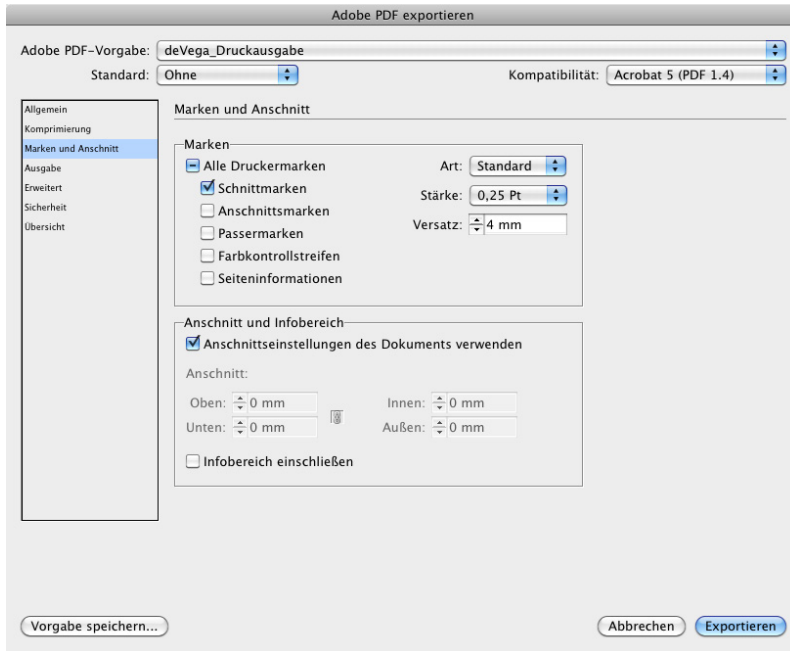 Adobe PDF exportieren
Adobe PDF-Vorgabe: deVega_Druckausgabe
Standard: Ohne Kompatibilität: Acrobat 5 (PDF 1.4)
Allgemein
Komprimierung
Marken und Anschnitt
Ausgabe
Erweitert
Sicherheit
Übersicht
Marken und Anschnitt
Marken
Alle Druckermarken Art: Standard
Schnittmarken Stärke: 0,25 Pt
Anschnittsmarken Versatz: 4 mm
Passermarken
Farbkontrollstreifen
Seiteninformationen
Anschnitt und Infobereich
Anschnittseinstellungen des Dokuments verwenden
Anschnitt:
Oben: 0 mm Innen: 0 mm
Unten: 0 mm Außen: 0 mm
Infobereich einschließen
Vorgabe speichern... Abbrechen Exportieren